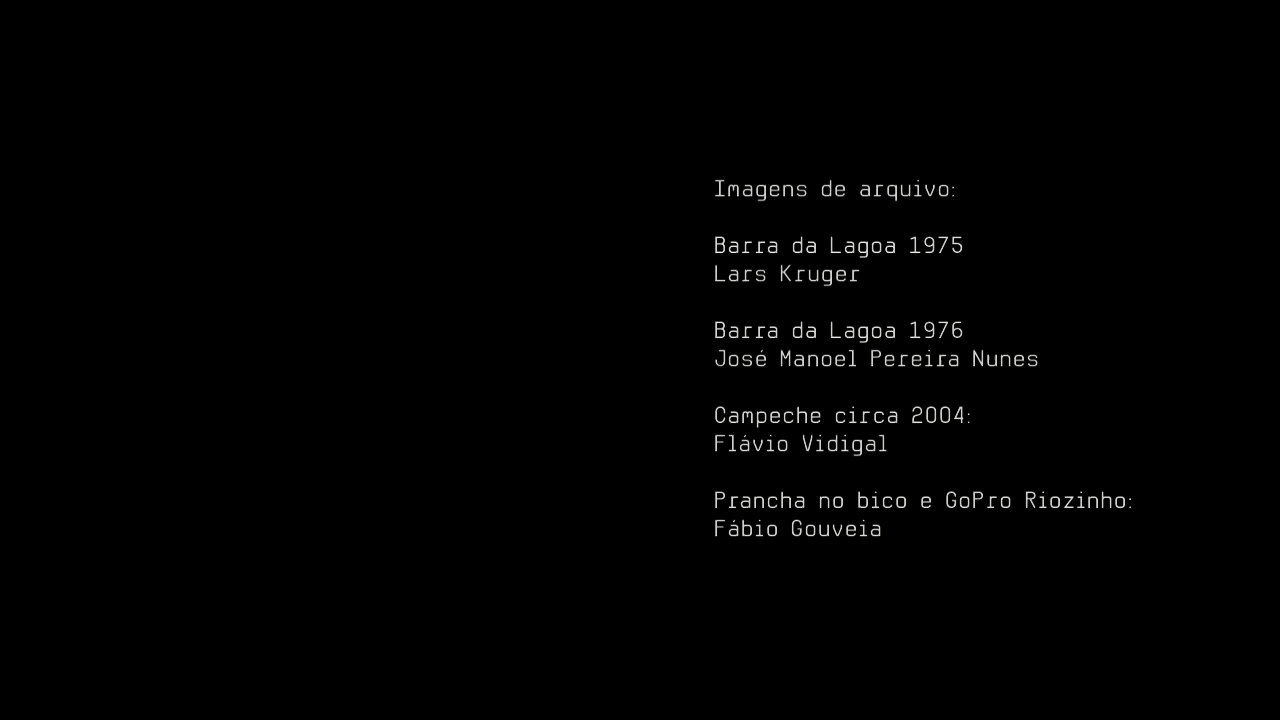 Imagens de arquivo:
Barra da Lagoa 1975
Lars Kruger
Barra da Lagoa 1976
José Manoel Pereira Nunes
Campeche circa 2004:
Flávio Vidigal
Prancha no bico e GoPro Riozinho:
Fábio Gouveia